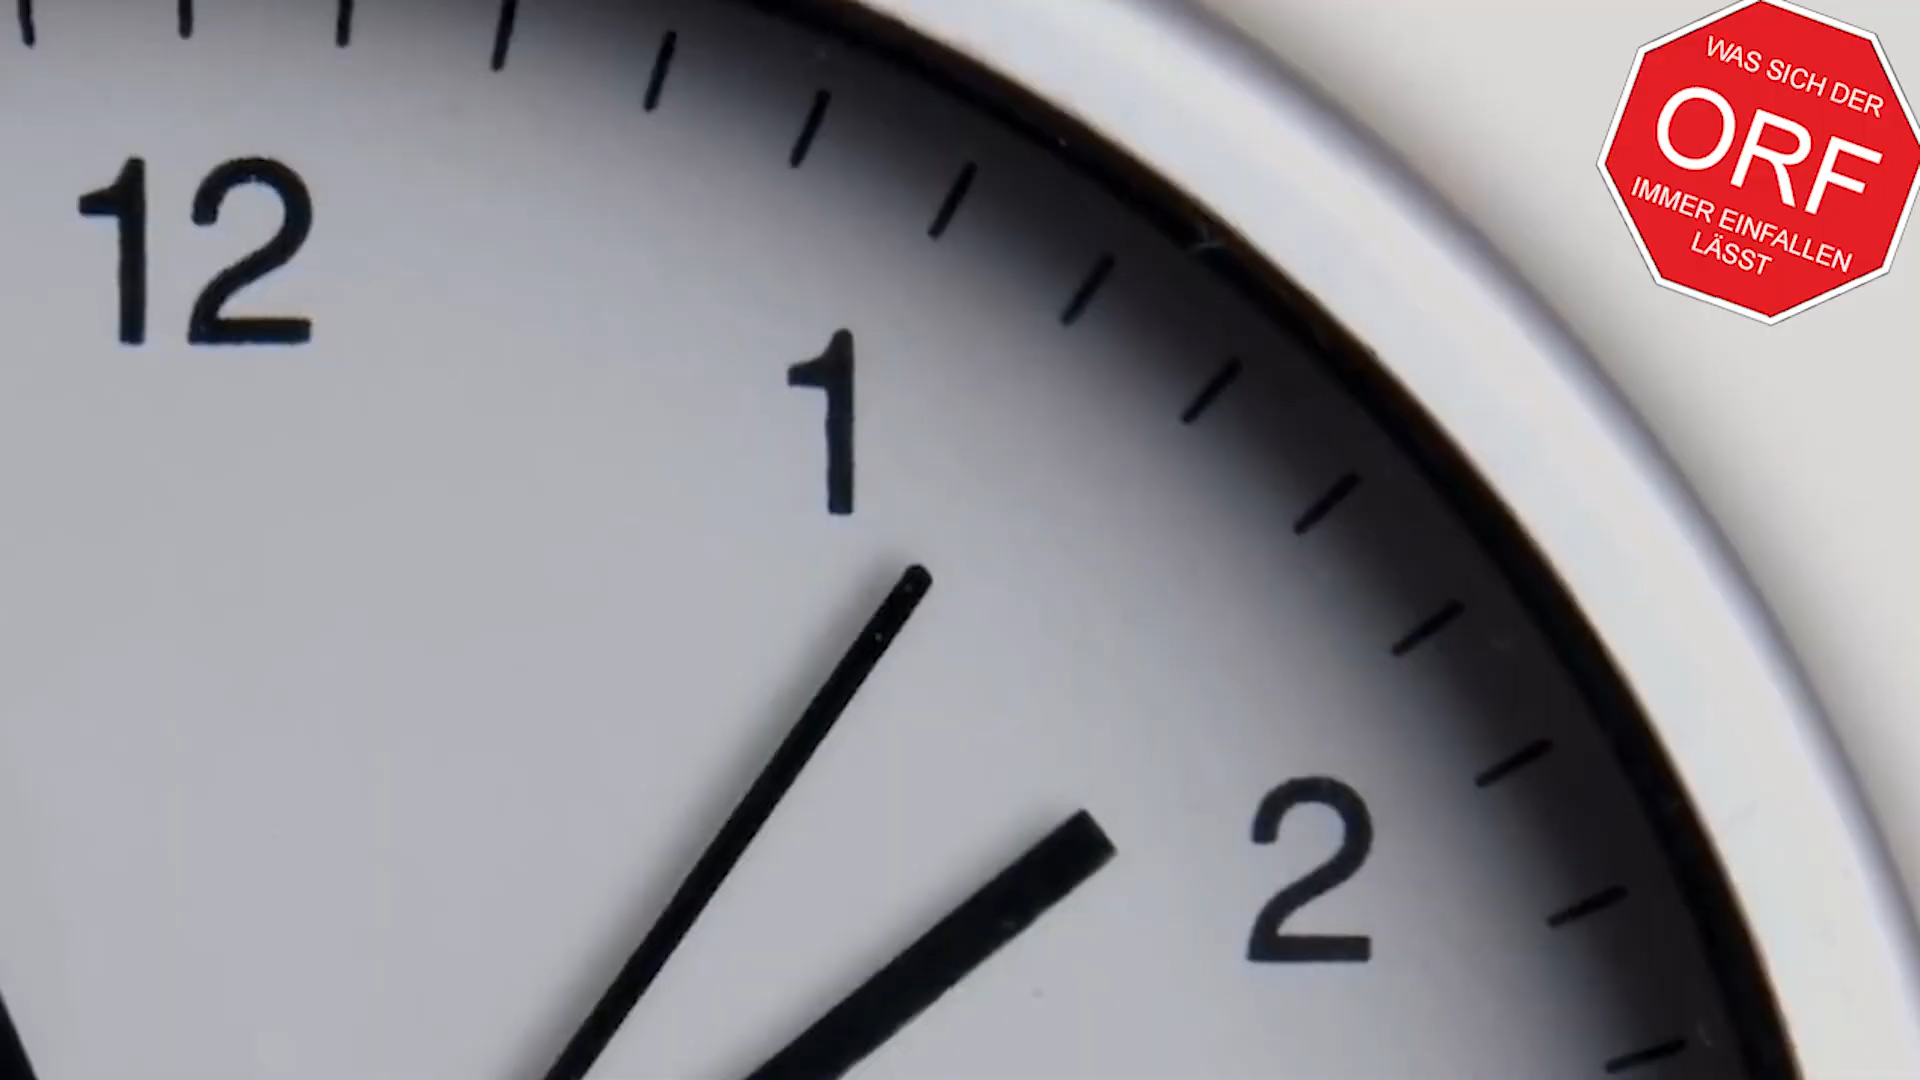 12
1
2
WAS SICH DER
ORF
IMMER EINFALLEN
LÄSST